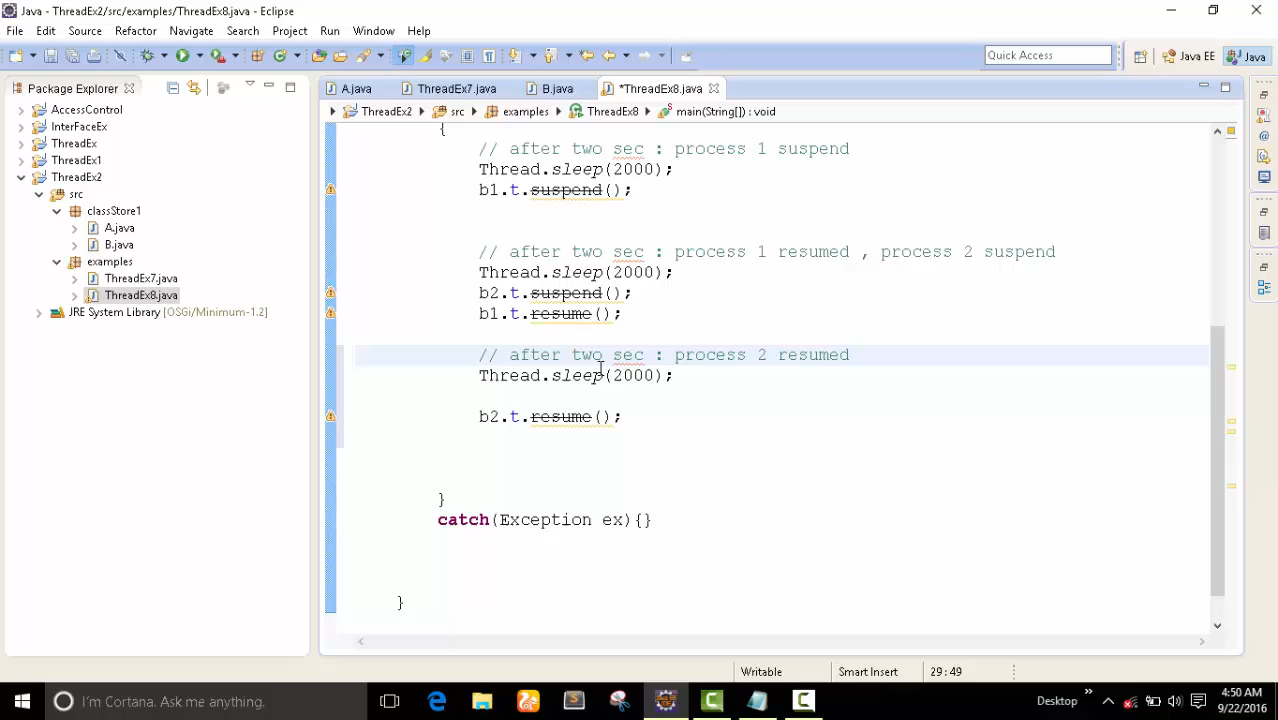 Java - ThreadEx2/src/examples/ThreadEx8.java - Eclipse
File Edit Source Refactor Navigate Search Project Run Window Help
Quick Access
Java EE
Java
Package Explorer
A.java
ThreadEx7.java
B.java
*ThreadEx8.java
ThreadEx2
src
examples
ThreadEx8
main(String[]) : void
AccessControl
InterFaceEx
ThreadEx
ThreadEx1
ThreadEx2
src
classStore1
A.java
B.java
examples
ThreadEx7.java
ThreadEx8.java
JRE System Library [OSGi/Minimum-1.2]
{
// after two sec : process 1 suspend
Thread.sleep(2000);
b1.t.suspend();
// after two sec : process 1 resumed , process 2 suspend
Thread.sleep(2000);
b2.t.suspend();
b1.t.resume();
// after two sec : process 2 resumed
Thread.sleep(2000);
b2.t.resume();
}
catch(Exception ex){}
}
Writable
Smart Insert
29:49
I'm Cortana. Ask me anything.
Desktop
4:50 AM
9/22/2016